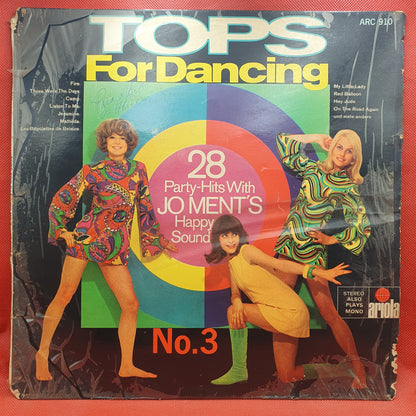 ARC 910
TOPS
For Dancing
Fire
Those Were The Days
Listen To Me
Jezamine
Mathilda
Les Bicyclettes de Belsize
My Little Lady
Red Balloon
Hey Jude
On The Road Again
und viele andere
28
Party-Hits With
JO MENT'S
Happy
Sound
No.3
STEREO
ALSO
PLAYS
MONO
ariola